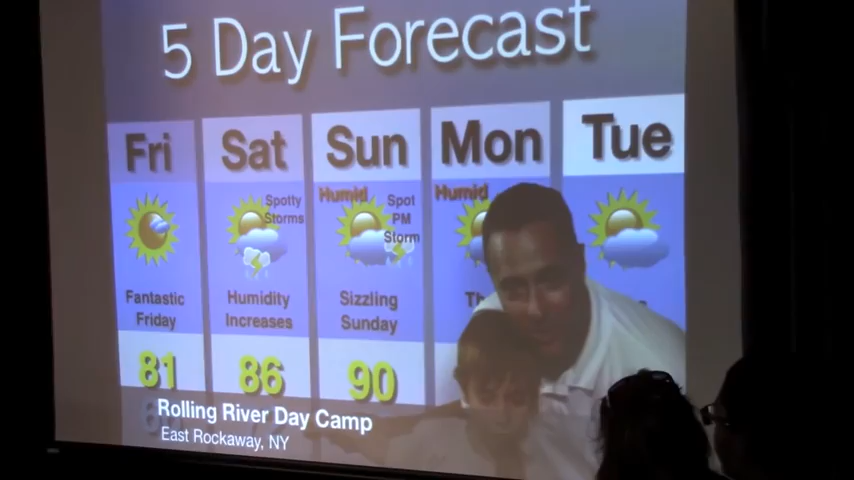 5 Day Forecast
Fri
Sat
Sun
Mon
Tue
Spotty
Storms
Humid
Spot
PM
Storm
Humid
Fantastic
Friday
Humidity
Increases
Sizzling
Sunday
81
86
90
Rolling River Day Camp
East Rockaway, NY